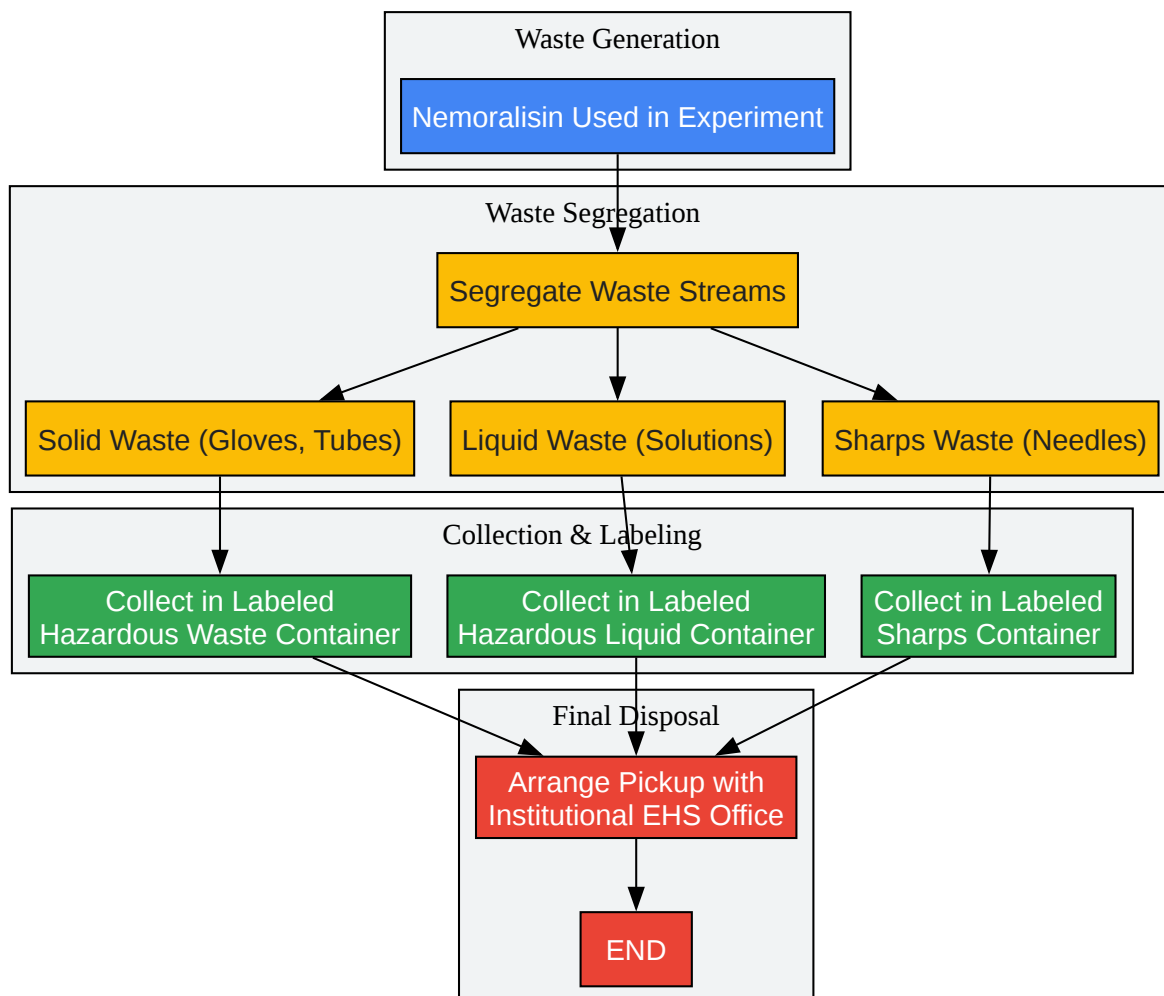 Waste Generation
Nemoralisin Used in Experiment
Waste Segregation
Segregate Waste Streams
Solid Waste (Gloves, Tubes)
Liquid Waste (Solutions)
Sharps Waste (Needles)
Collection & Labeling
Collect in Labeled
Hazardous Waste Container
Collect in Labeled
Hazardous Liquid Container
Collect in Labeled
Sharps Container
Final Disposal
Arrange Pickup with
Institutional EHS Office
END